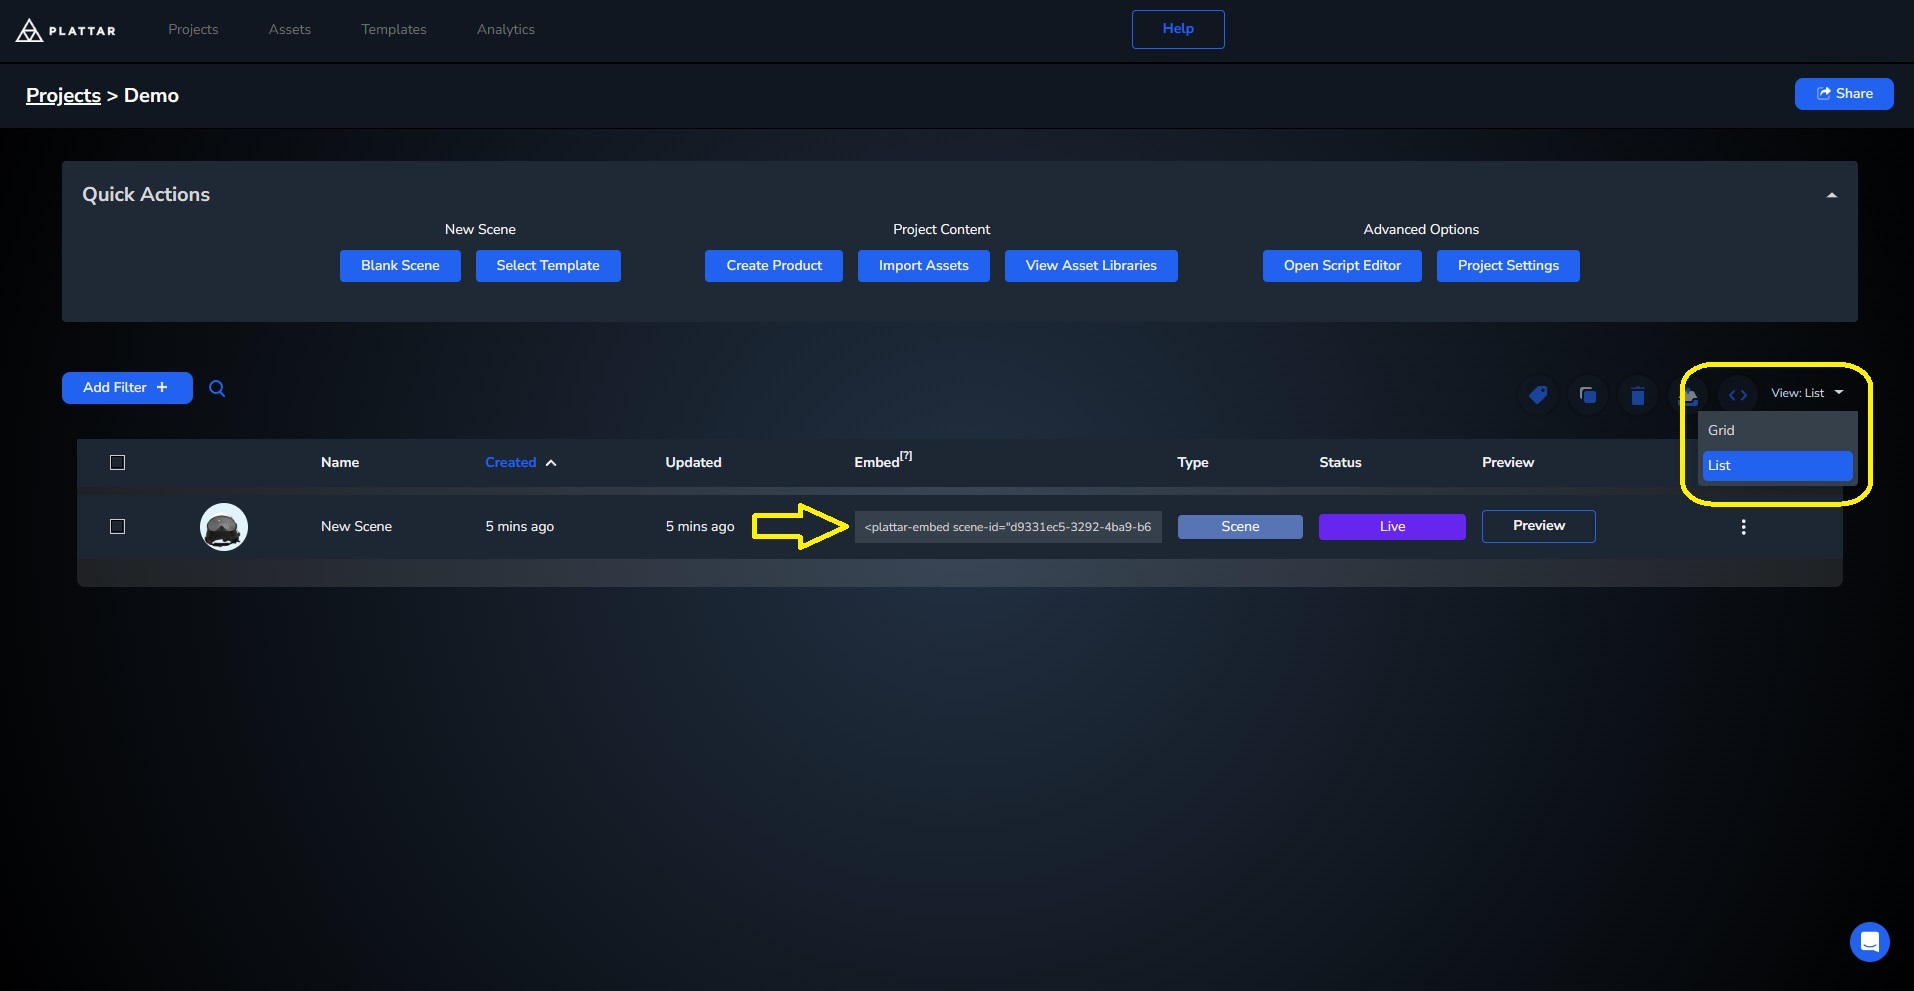 PLATTAR
Projects Assets Templates Analytics Help
Projects > Demo Share
Quick Actions
New Scene Project Content Advanced Options
Blank Scene Select Template Create Product Import Assets View Asset Libraries Open Script Editor Project Settings
Add Filter + View: List
Grid
List
Name Created Updated Embed[?] Type Status Preview
New Scene 5 mins ago 5 mins ago <plattar-embed scene-id="d9331ec5-3292-4ba9-b6 Scene Live Preview